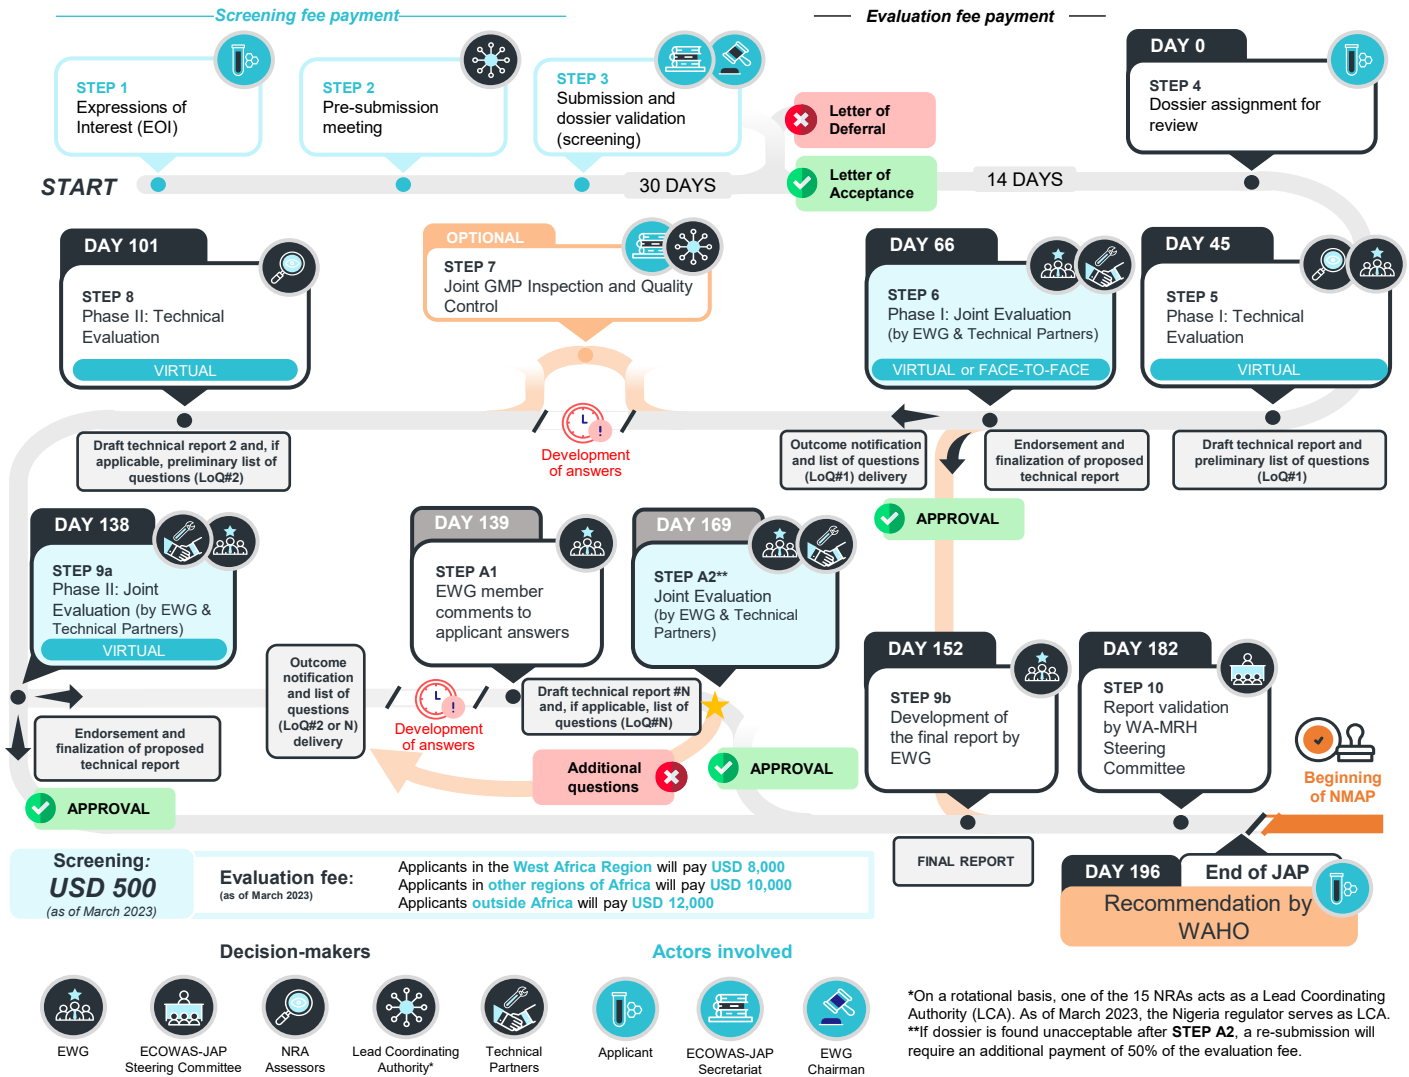 Screening fee payment
Evaluation fee payment
STEP 1
Expressions of
Interest (EOI)
STEP 2
Pre-submission
meeting
STEP 3
Submission and
dossier validation
(screening)
Letter of
Deferral
Letter of
Acceptance
DAY 0
STEP 4
Dossier assignment for
review
START
30 DAYS
14 DAYS
DAY 101
STEP 8
Phase II: Technical
Evaluation
VIRTUAL
OPTIONAL
STEP 7
Joint GMP Inspection and Quality
Control
DAY 66
STEP 6
Phase I: Joint Evaluation
(by EWG & Technical Partners)
VIRTUAL or FACE-TO-FACE
DAY 45
STEP 5
Phase I: Technical
Evaluation
VIRTUAL
Draft technical report 2 and, if
applicable, preliminary list of
questions (LoQ#2)
Development
of answers
Outcome notification
and list of questions
(LoQ#1) delivery
Endorsement and
finalization of proposed
technical report
Draft technical report and
preliminary list of questions
(LoQ#1)
APPROVAL
DAY 138
STEP 9a
Phase II: Joint
Evaluation (by EWG &
Technical Partners)
VIRTUAL
DAY 139
STEP A1
EWG member
comments to
applicant answers
DAY 169
STEP A2**
Joint Evaluation
(by EWG & Technical
Partners)
Outcome
notification
and list of
questions
(LoQ#2 or N)
delivery
Development
of answers
Draft technical report #N
and, if applicable, list of
questions (LoQ#N)
Endorsement and
finalization of proposed
technical report
APPROVAL
Additional
questions
APPROVAL
DAY 152
STEP 9b
Development of
the final report by
EWG
DAY 182
STEP 10
Report validation
by WA-MRH
Steering
Committee
Beginning
of NMAP
FINAL REPORT
DAY 196
End of JAP
Recommendation by
WAHO
Screening:
USD 500
(as of March 2023)
Evaluation fee:
(as of March 2023)
Applicants in the West Africa Region will pay USD 8,000
Applicants in other regions of Africa will pay USD 10,000
Applicants outside Africa will pay USD 12,000
Decision-makers
Actors involved
EWG
ECOWAS-JAP
Steering Committee
NRA
Assessors
Lead Coordinating
Authority*
Technical
Partners
Applicant
ECOWAS-JAP
Secretariat
EWG
Chairman
*On a rotational basis, one of the 15 NRAs acts as a Lead Coordinating
Authority (LCA). As of March 2023, the Nigeria regulator serves as LCA.
**If dossier is found unacceptable after STEP A2, a re-submission will
require an additional payment of 50% of the evaluation fee.